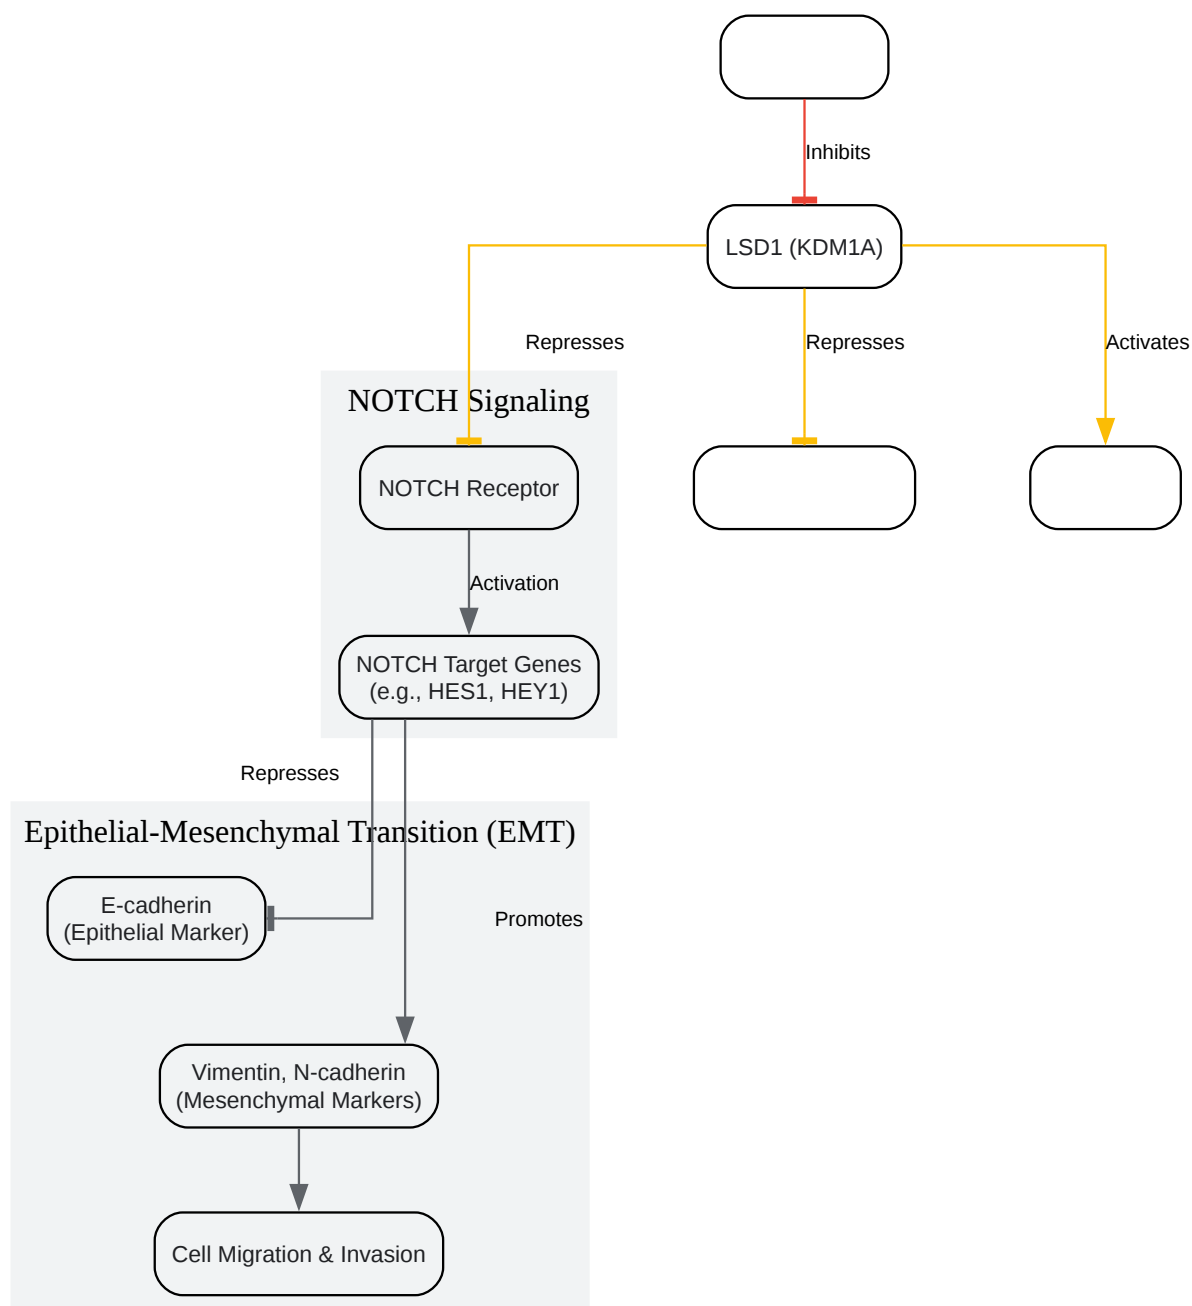 Inhibits
LSD1 (KDM1A)
Represses
Represses
Activates
NOTCH Signaling
NOTCH Receptor
Activation
NOTCH Target Genes
(e.g., HES1, HEY1)
Represses
Epithelial-Mesenchymal Transition (EMT)
E-cadherin
(Epithelial Marker)
Promotes
Vimentin, N-cadherin
(Mesenchymal Markers)
Cell Migration & Invasion